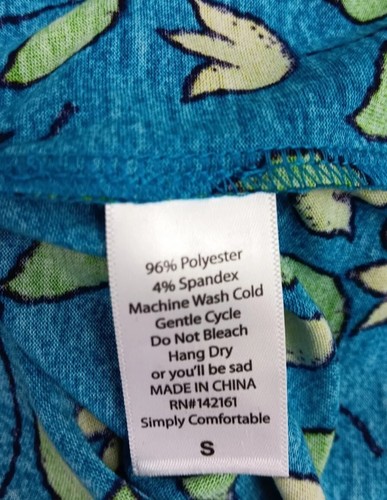 96% Polyester
4% Spandex
Machine Wash Cold
Gentle Cycle
Do Not Bleach
Hang Dry
or you'll be sad
MADE IN CHINA
RN#142161
Simply Comfortable
S